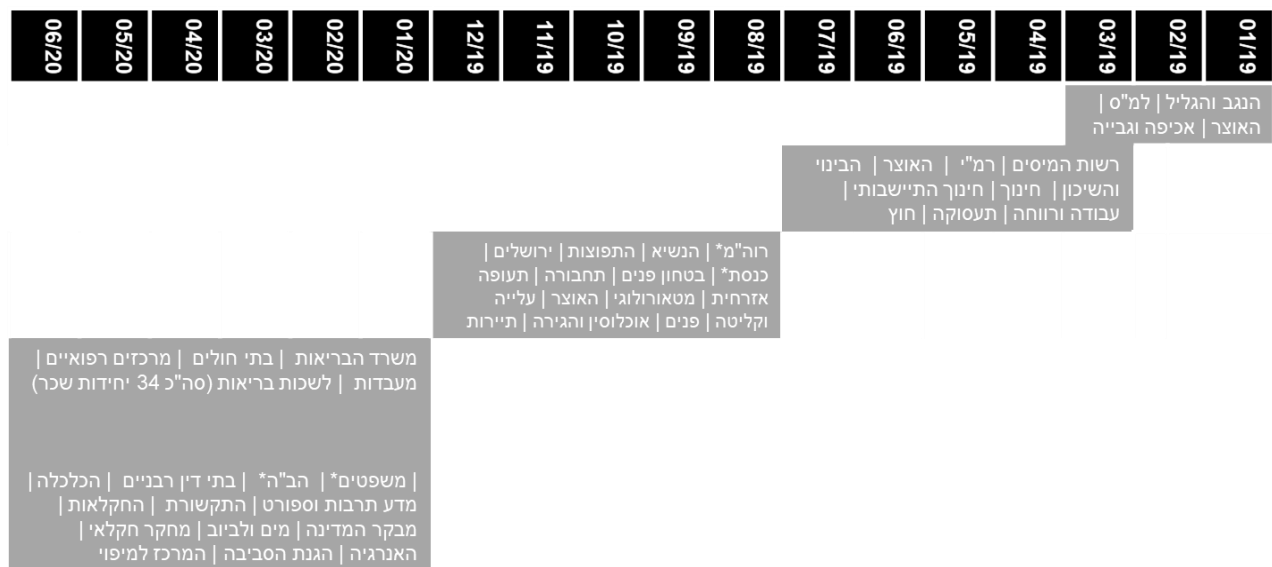 01/19
02/19
03/19
04/19
05/19
06/19
07/19
08/19
09/19
10/19
11/19
12/19
01/20
02/20
03/20
04/20
05/20
06/20
הנגב והגליל | למ"ס |
האוצר | אכיפה וגבייה
רשות המיסים | רמ"י | האוצר | הבינוי
והשיכון | חינוך | חינוך התיישבותי |
עבודה ורווחה | תעסוקה | חוץ
רוה"מ* | הנשיא | התפוצות | ירושלים |
כנסת* | בטחון פנים | תחבורה | תעופה
אזרחית | מטאורולוגי | האוצר | עלייה
וקליטה | פנים | אוכלוסין והגירה | תיירות
משרד הבריאות | בתי חולים | מרכזים רפואיים |
מעבדות | לשכות בריאות (סה"כ 34 יחידות שכר)
| משפטים* | הב"ה* | בתי דין רבניים | הכלכלה |
מדע תרבות וספורט | התקשורת | החקלאות |
מבקר המדינה | מים ולביוב | מחקר חקלאי |
האנרגיה | הגנת הסביבה | המרכז למיפוי